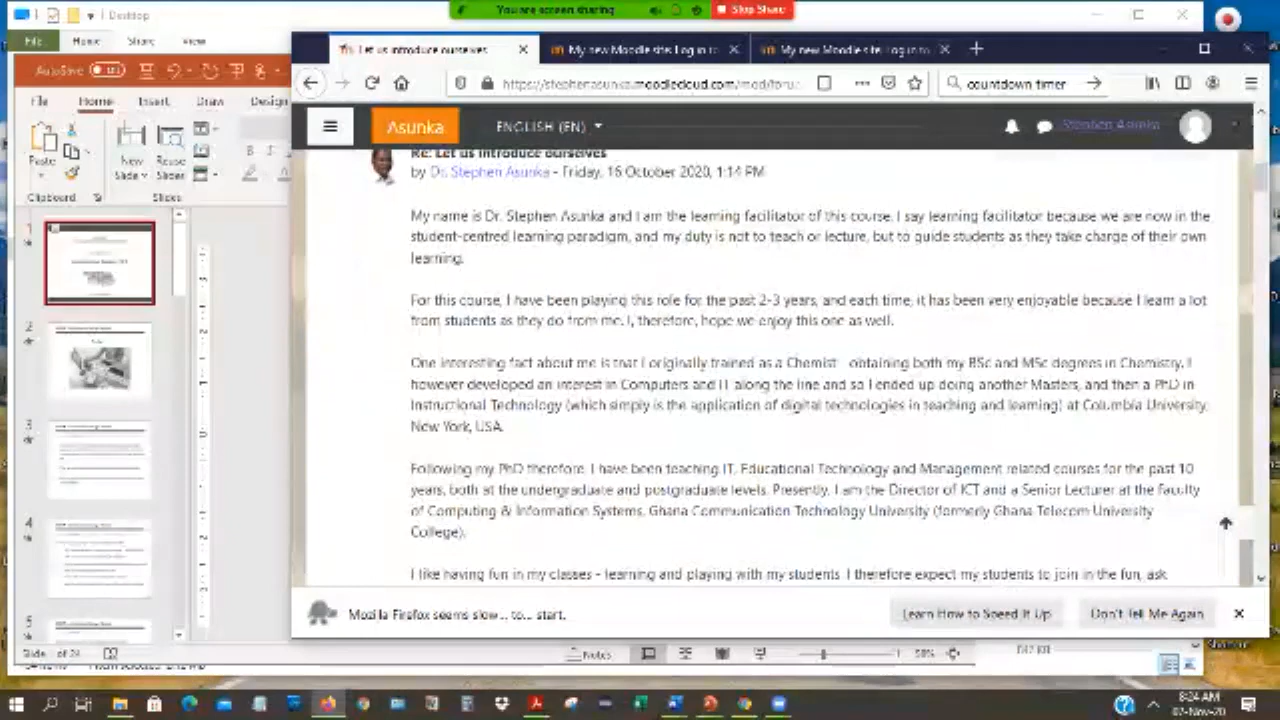 You are screen sharing
Stop Share
Desktop
File Home Share View
Let us introduce ourselves
My new Moodle site: Log in to
My new Moodle site: Log in to
AutoSave
https://stephenasunka.moodlecloud.com/mod/foru
countdown timer
File Home Insert Draw Design
Asunka
ENGLISH (EN)
Stephen Asunka
Paste
New Slide
Reuse Slides
Clipboard
Slides
Re: Let us introduce ourselves
by Dr. Stephen Asunka - Friday, 16 October 2020, 1:14 PM
My name is Dr. Stephen Asunka and I am the learning facilitator of this course. I say learning facilitator because we are now in the
student-centred learning paradigm, and my duty is not to teach or lecture, but to guide students as they take charge of their own
learning.
For this course, I have been playing this role for the past 2-3 years, and each time, it has been very enjoyable because I learn a lot
from students as they do from me. I, therefore, hope we enjoy this one as well.
One interesting fact about me is that I originally trained as a Chemist - obtaining both my BSc and MSc degrees in Chemistry. I
however developed an interest in Computers and IT along the line and so I ended up doing another Masters, and then a PhD in
Instructional Technology (which simply is the application of digital technologies in teaching and learning) at Columbia University,
New York, USA.
Following my PhD therefore, I have been teaching IT, Educational Technology and Management related courses for the past 10
years, both at the undergraduate and postgraduate levels. Presently, I am the Director of ICT and a Senior Lecturer at the Faculty
of Computing & Information Systems, Ghana Communication Technology University (formerly Ghana Telecom University
College).
I like having fun in my classes - learning and playing with my students. I therefore expect my students to join in the fun, ask
1
2
3
4
5
Mozilla Firefox seems slow... to... start.
Learn How to Speed It Up
Don't Tell Me Again
Slide of 24
Notes
58%
8:24 AM
07-Nov-20